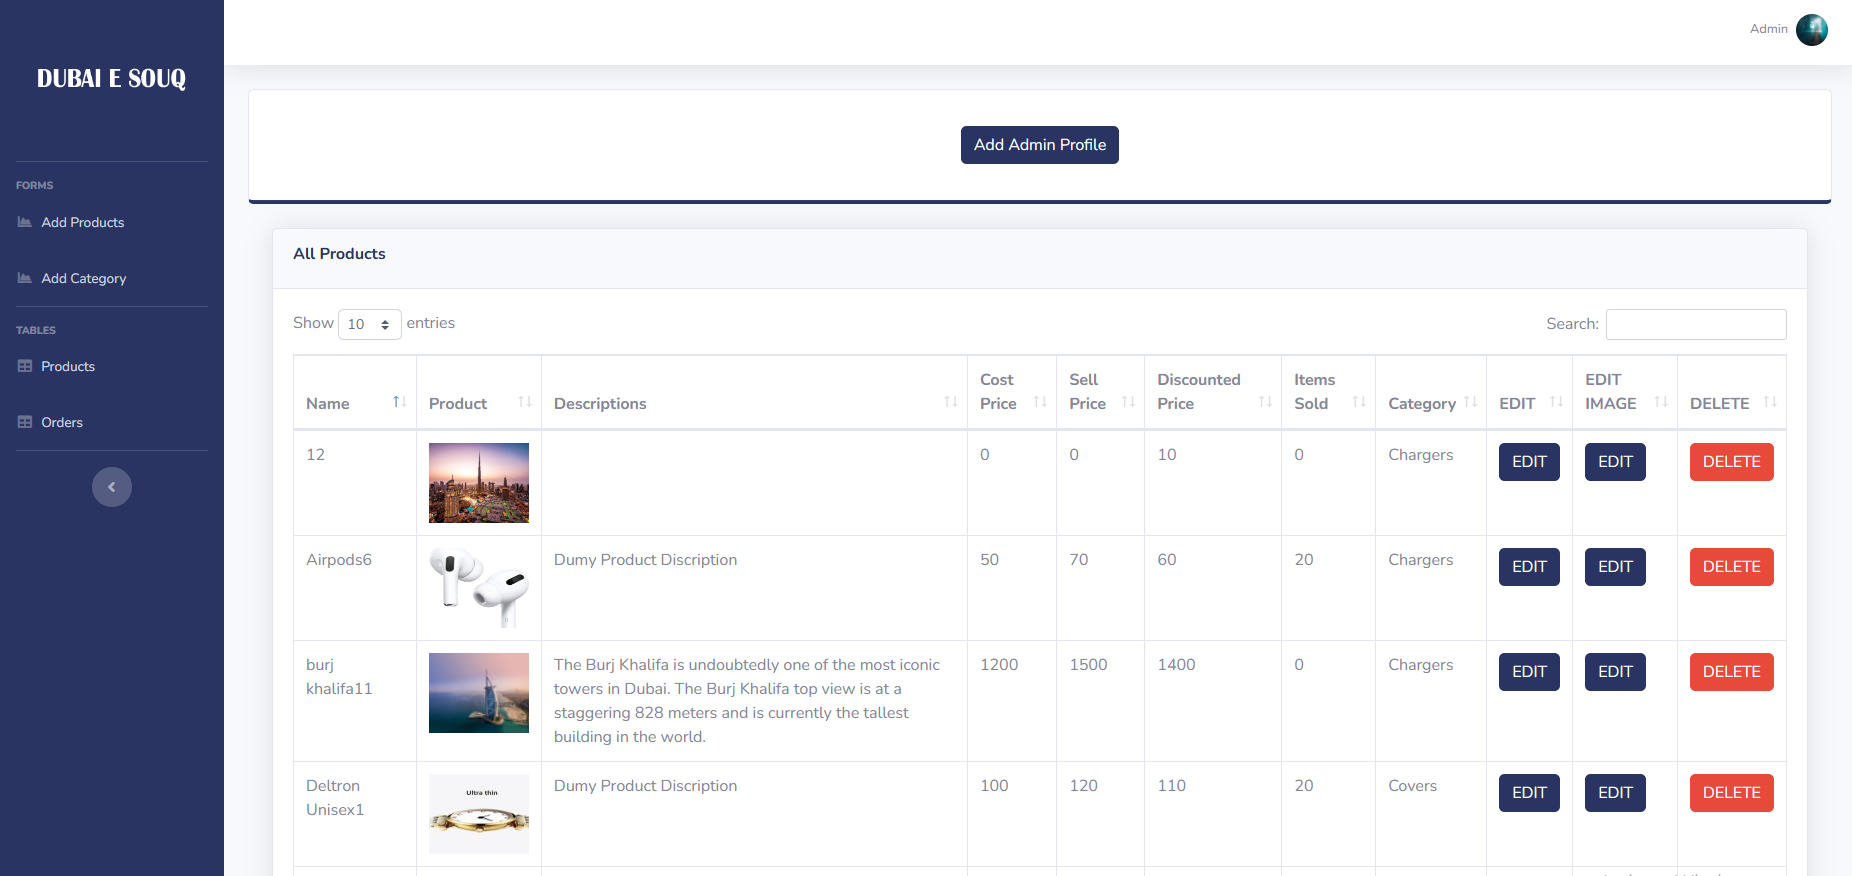 DUBAI E SOUQ
FORMS
Add Products
Add Category
TABLES
Products
Orders
Admin
Add Admin Profile
All Products
Show 10 entries
Search:
Name
Product
Descriptions
Cost
Price
Sell
Price
Discounted
Price
Items
Sold
Category
EDIT
EDIT
IMAGE
DELETE
12
0
0
10
0
Chargers
EDIT
EDIT
DELETE
Airpods6
Dumy Product Discription
50
70
60
20
Chargers
EDIT
EDIT
DELETE
burj
khalifa11
The Burj Khalifa is undoubtedly one of the most iconic
towers in Dubai. The Burj Khalifa top view is at a
staggering 828 meters and is currently the tallest
building in the world.
1200
1500
1400
0
Chargers
EDIT
EDIT
DELETE
Deltron
Unisex1
Ultra thin
Dumy Product Discription
100
120
110
20
Covers
EDIT
EDIT
DELETE